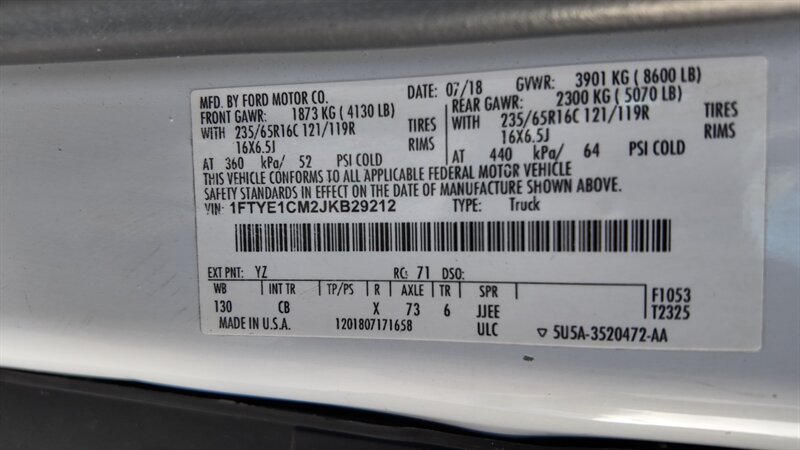 MFD. BY FORD MOTOR CO. DATE: 07/18 GVWR: 3901 KG (8600 LB)
FRONT GAWR: 1873 KG (4130 LB) REAR GAWR: 2300 KG (5070 LB)
WITH 235/65R16C 121/119R TIRES WITH 235/65R16C 121/119R TIRES
16X6.5J RIMS 16X6.5J RIMS
AT 360 kPa/ 52 PSI COLD AT 440 kPa/ 64 PSI COLD
THIS VEHICLE CONFORMS TO ALL APPLICABLE FEDERAL MOTOR VEHICLE
SAFETY STANDARDS IN EFFECT ON THE DATE OF MANUFACTURE SHOWN ABOVE.
VIN: 1FTYE1CM2JKB29212 TYPE: Truck
EXT PNT: YZ RC: 71 DSO:
WB INT TR TP/PS R AXLE TR SPR F1053
130 CB X 73 6 JJEE T2325
MADE IN U.S.A. 1201807171658 ULC ▽ 5U5A-3520472-AA